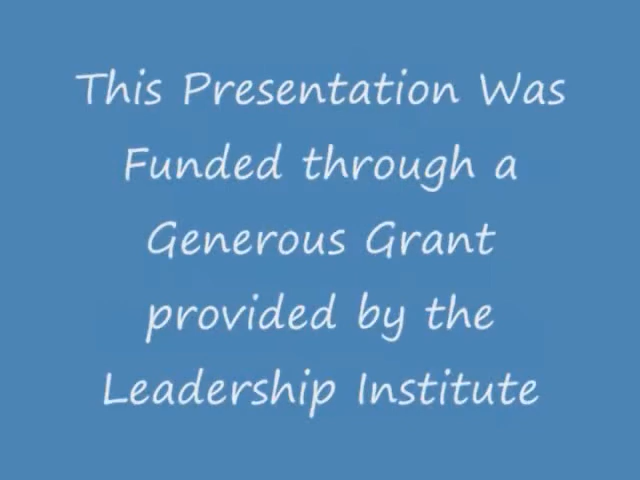 This Presentation Was
Funded through a
Generous Grant
provided by the
Leadership Institute